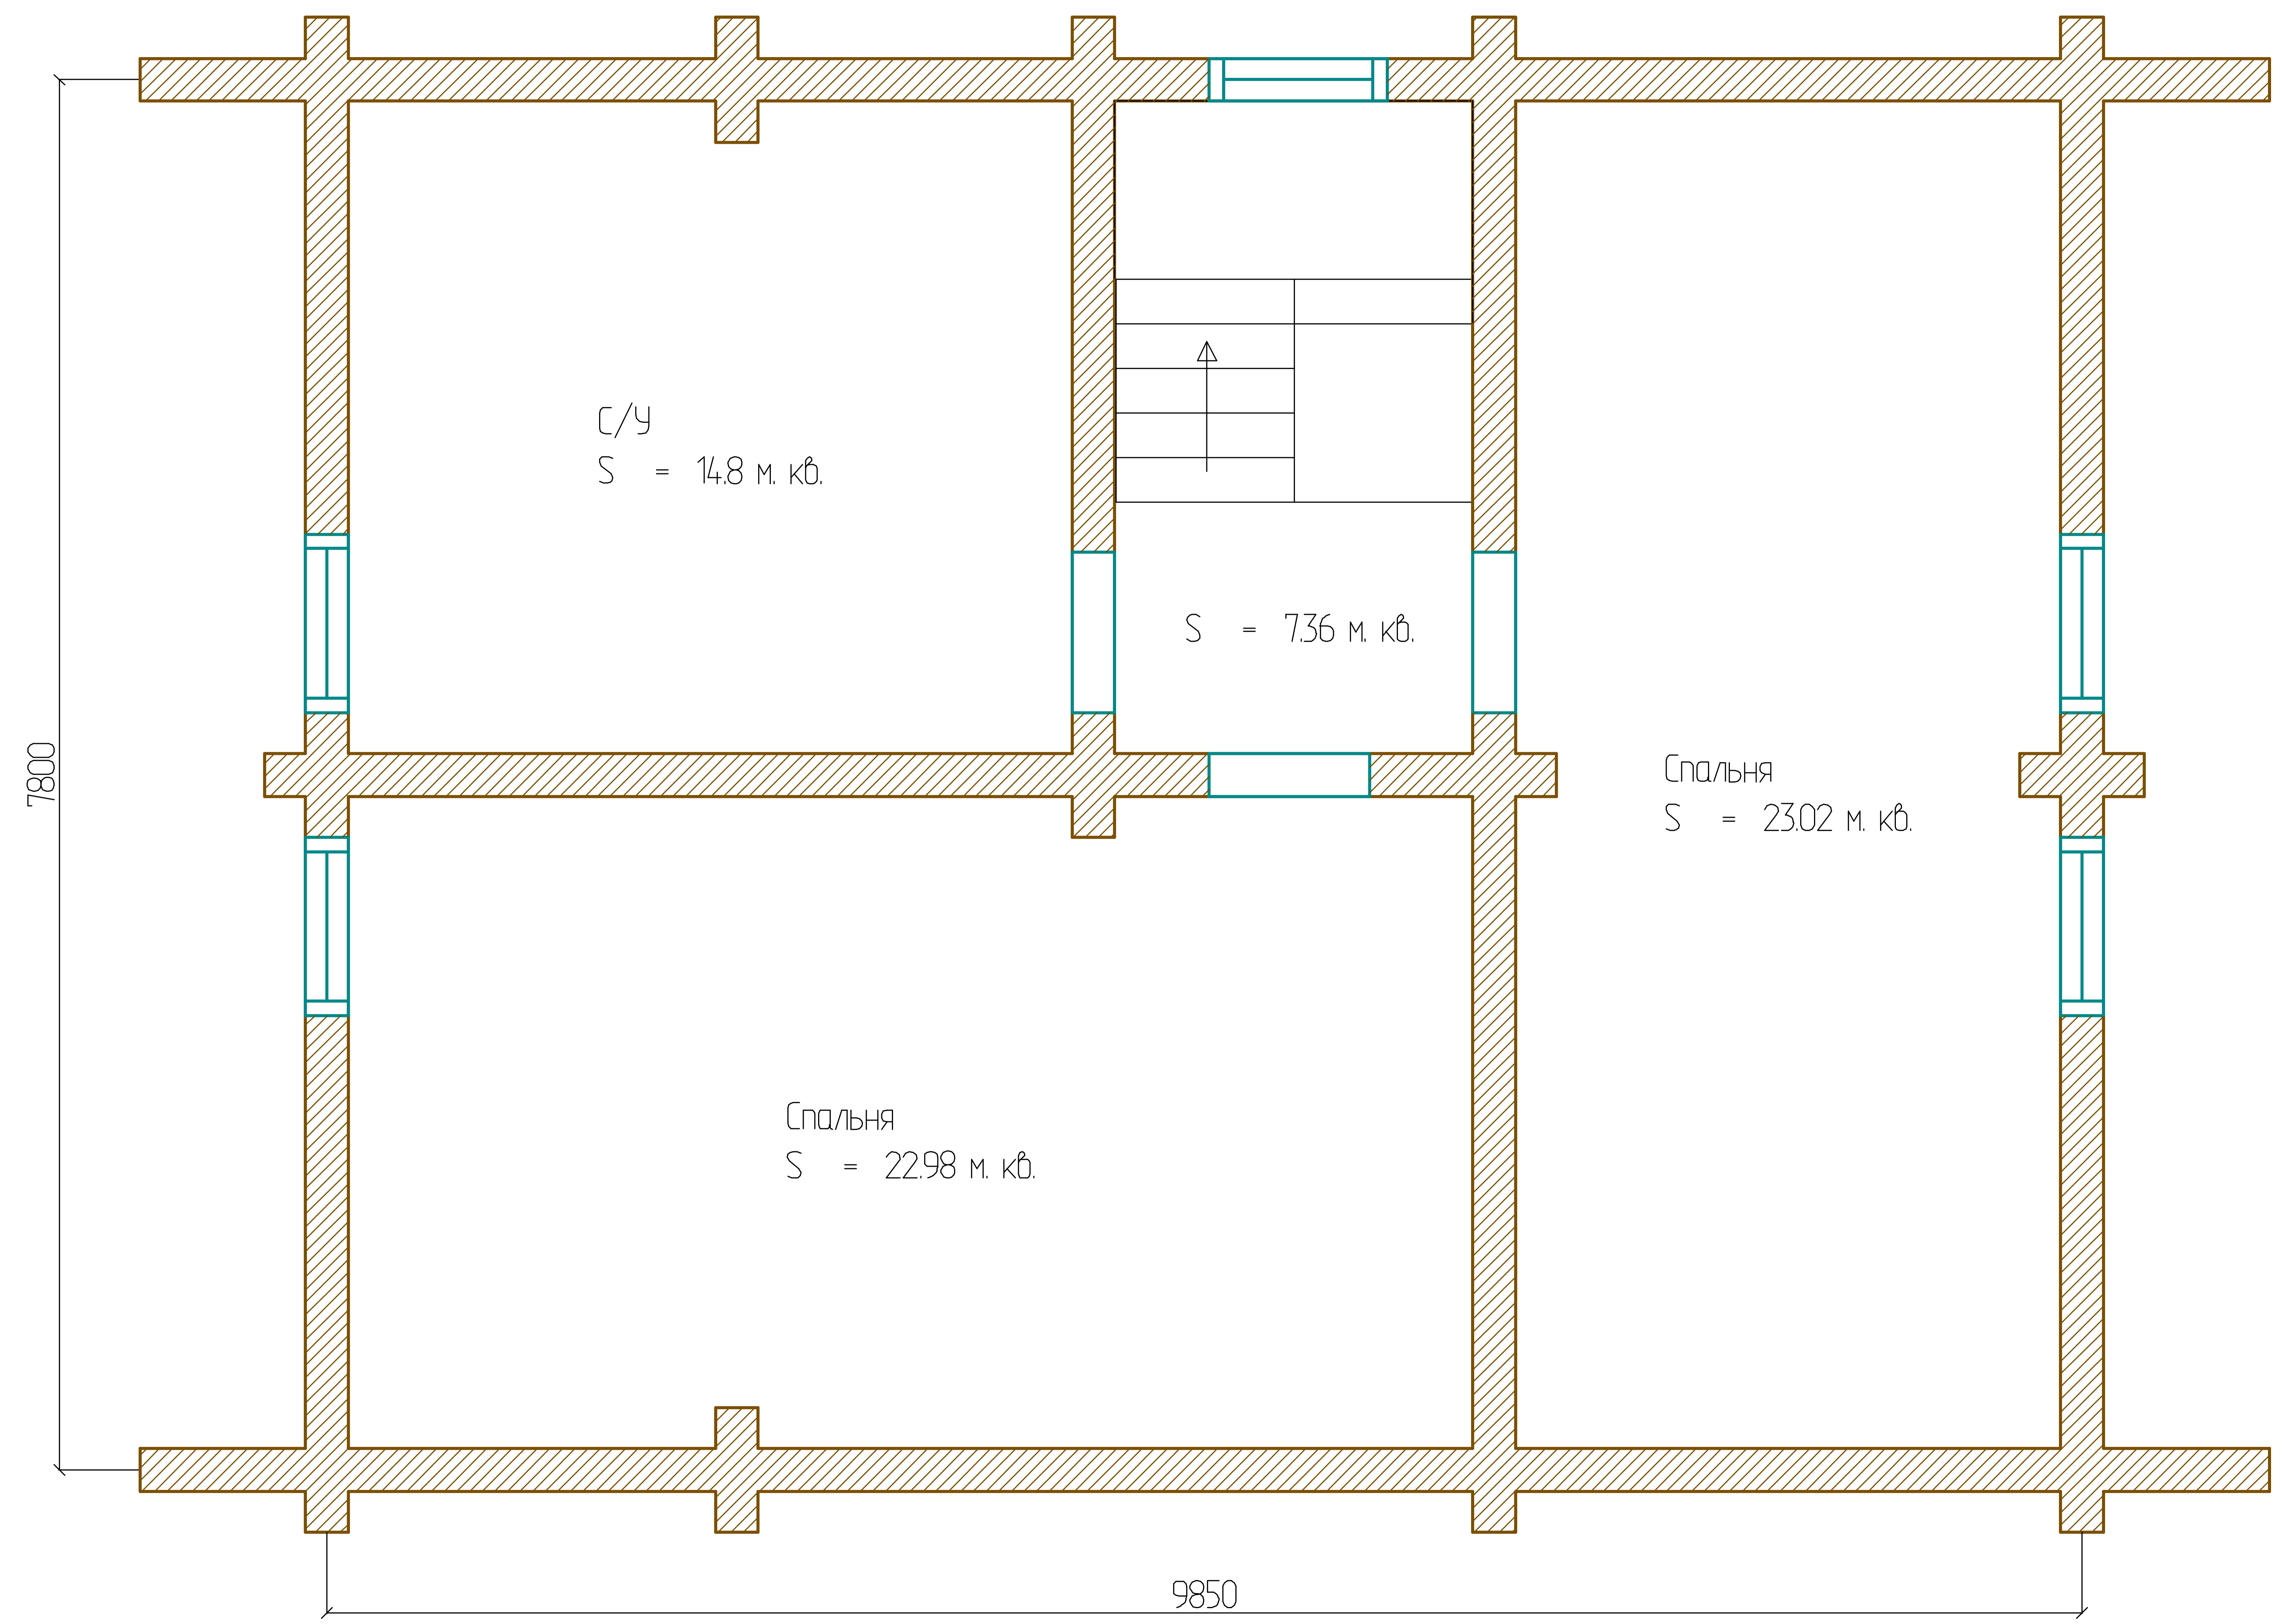 С/У
S = 14.8 м. кв.
S = 7.36 м. кв.
7800
Спальня
S = 23.02 м. кв.
Спальня
S = 22.98 м. кв.
9850